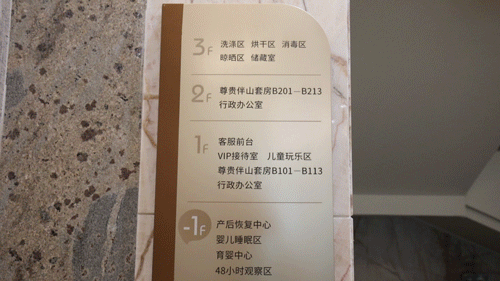 3F
洗涤区 烘干区 消毒区
晾晒区 储藏室
2F
尊贵伴山套房B201—B213
行政办公室
1F
客服前台
VIP接待室 儿童玩乐区
尊贵伴山套房B101—B113
行政办公室
-1F
产后恢复中心
婴儿睡眠区
育婴中心
48小时观察区